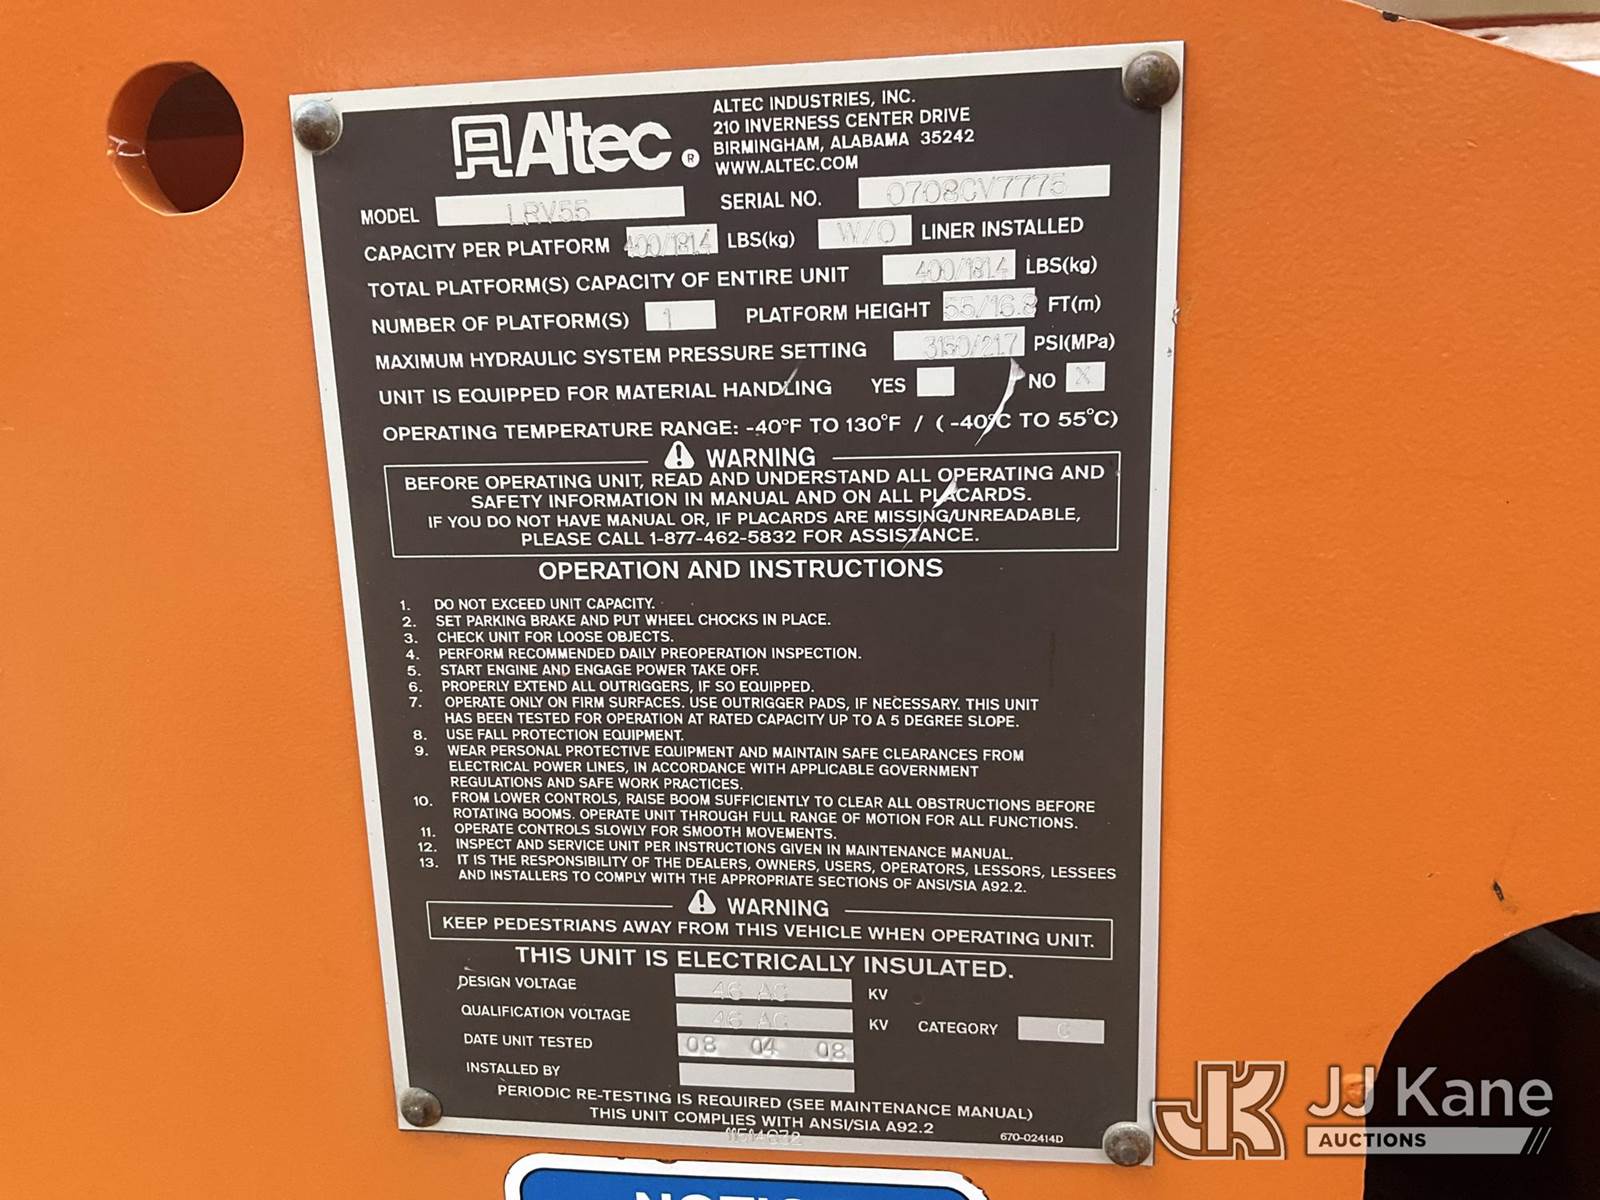 Altec ®
ALTEC INDUSTRIES, INC.
210 INVERNESS CENTER DRIVE
BIRMINGHAM, ALABAMA 35242
WWW.ALTEC.COM
MODEL LRV55 SERIAL NO. 0708CV7775
CAPACITY PER PLATFORM 400/181.4 LBS(kg) W/O LINER INSTALLED
TOTAL PLATFORM(S) CAPACITY OF ENTIRE UNIT 400/181.4 LBS(kg)
NUMBER OF PLATFORM(S) 1 PLATFORM HEIGHT 55/16.8 FT(m)
MAXIMUM HYDRAULIC SYSTEM PRESSURE SETTING 3150/21.7 PSI(MPa)
UNIT IS EQUIPPED FOR MATERIAL HANDLING YES NO X
OPERATING TEMPERATURE RANGE: -40°F TO 130°F / (-40°C TO 55°C)
WARNING
BEFORE OPERATING UNIT, READ AND UNDERSTAND ALL OPERATING AND
SAFETY INFORMATION IN MANUAL AND ON ALL PLACARDS.
IF YOU DO NOT HAVE MANUAL OR, IF PLACARDS ARE MISSING/UNREADABLE,
PLEASE CALL 1-877-462-5832 FOR ASSISTANCE.
OPERATION AND INSTRUCTIONS
1. DO NOT EXCEED UNIT CAPACITY.
2. SET PARKING BRAKE AND PUT WHEEL CHOCKS IN PLACE.
3. CHECK UNIT FOR LOOSE OBJECTS.
4. PERFORM RECOMMENDED DAILY PREOPERATION INSPECTION.
5. START ENGINE AND ENGAGE POWER TAKE OFF.
6. PROPERLY EXTEND ALL OUTRIGGERS, IF SO EQUIPPED.
7. OPERATE ONLY ON FIRM SURFACES. USE OUTRIGGER PADS, IF NECESSARY. THIS UNIT
HAS BEEN TESTED FOR OPERATION AT RATED CAPACITY UP TO A 5 DEGREE SLOPE.
8. USE FALL PROTECTION EQUIPMENT.
9. WEAR PERSONAL PROTECTIVE EQUIPMENT AND MAINTAIN SAFE CLEARANCES FROM
ELECTRICAL POWER LINES, IN ACCORDANCE WITH APPLICABLE GOVERNMENT
REGULATIONS AND SAFE WORK PRACTICES.
10. FROM LOWER CONTROLS, RAISE BOOM SUFFICIENTLY TO CLEAR ALL OBSTRUCTIONS BEFORE
ROTATING BOOMS. OPERATE UNIT THROUGH FULL RANGE OF MOTION FOR ALL FUNCTIONS.
11. OPERATE CONTROLS SLOWLY FOR SMOOTH MOVEMENTS.
12. INSPECT AND SERVICE UNIT PER INSTRUCTIONS GIVEN IN MAINTENANCE MANUAL.
13. IT IS THE RESPONSIBILITY OF THE DEALERS, OWNERS, USERS, OPERATORS, LESSORS, LESSEES
AND INSTALLERS TO COMPLY WITH THE APPROPRIATE SECTIONS OF ANSI/SIA A92.2.
WARNING
KEEP PEDESTRIANS AWAY FROM THIS VEHICLE WHEN OPERATING UNIT.
THIS UNIT IS ELECTRICALLY INSULATED.
DESIGN VOLTAGE 46 AC KV
QUALIFICATION VOLTAGE 46 AC KV CATEGORY C
DATE UNIT TESTED 08 04 08
INSTALLED BY
PERIODIC RE-TESTING IS REQUIRED (SEE MAINTENANCE MANUAL)
THIS UNIT COMPLIES WITH ANSI/SIA A92.2
670-02414D
JK JJ Kane
AUCTIONS